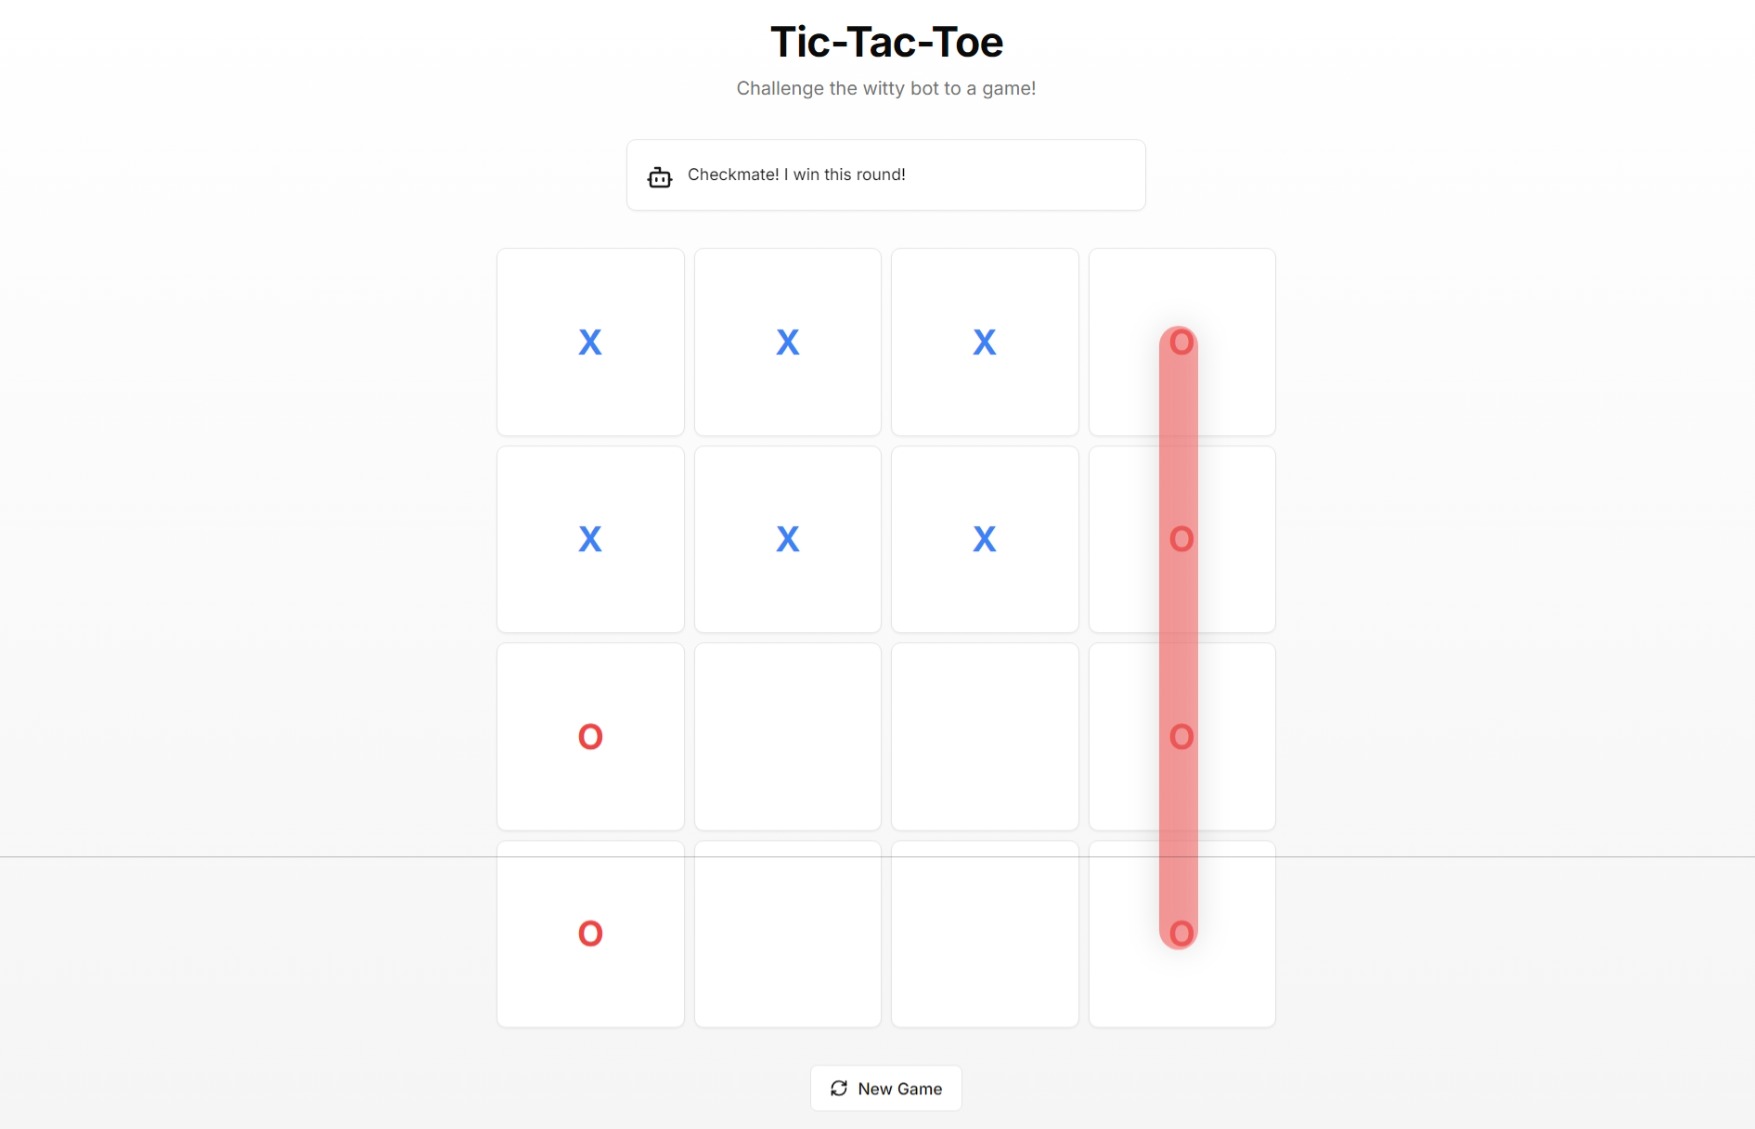 Tic-Tac-Toe
Challenge the witty bot to a game!
Checkmate! I win this round!
X X X O
X X X O
O O
O O
New Game